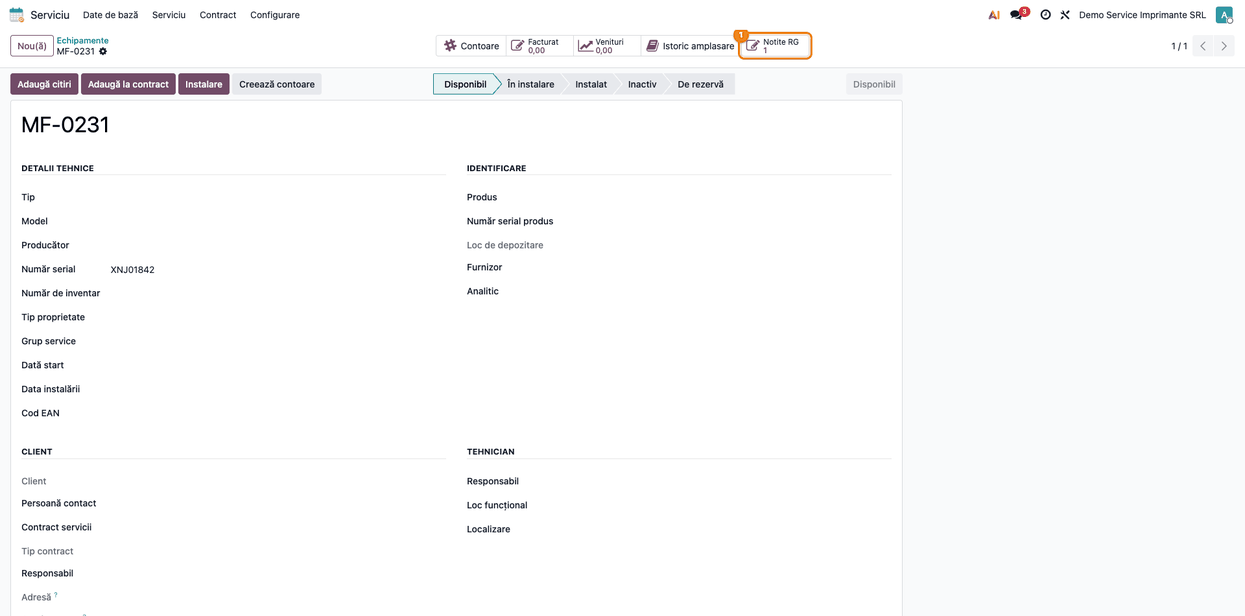 Serviciu Date de bază Serviciu Contract Configurare
AI 3 Demo Service Imprimante SRL A
Nou(ă) Echipamente
MF-0231
Contoare
Facturat
0,00
Venituri
0,00
Istoric amplasare
1
Notite RG
1
1 / 1
Adaugă citiri Adaugă la contract Instalare Creează contoare
Disponibil În instalare Instalat Inactiv De rezervă
Disponibil
MF-0231
DETALII TEHNICE
Tip
Model
Producător
Număr serial XNJ01842
Număr de inventar
Tip proprietate
Grup service
Dată start
Data instalării
Cod EAN
IDENTIFICARE
Produs
Număr serial produs
Loc de depozitare
Furnizor
Analitic
CLIENT
Client
Persoană contact
Contract servicii
Tip contract
Responsabil
Adresă ?
TEHNICIAN
Responsabil
Loc funcțional
Localizare